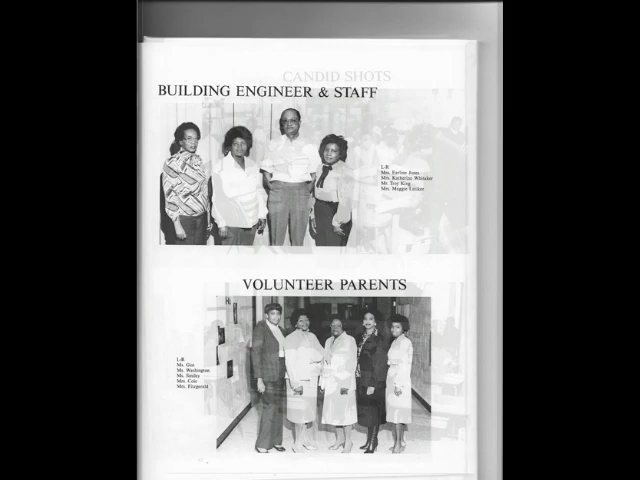 CANDID SHOTS
BUILDING ENGINEER & STAFF
L-R
Mrs. Earline Jones
Mrs. Katherine Whitaker
Mr. Troy King
Mrs. Maggie
VOLUNTEER PARENTS
L-R
Ms. Gist
Ms. Washington
Ms. Smiley
Mrs. Cole
Mrs. Fitzgerald